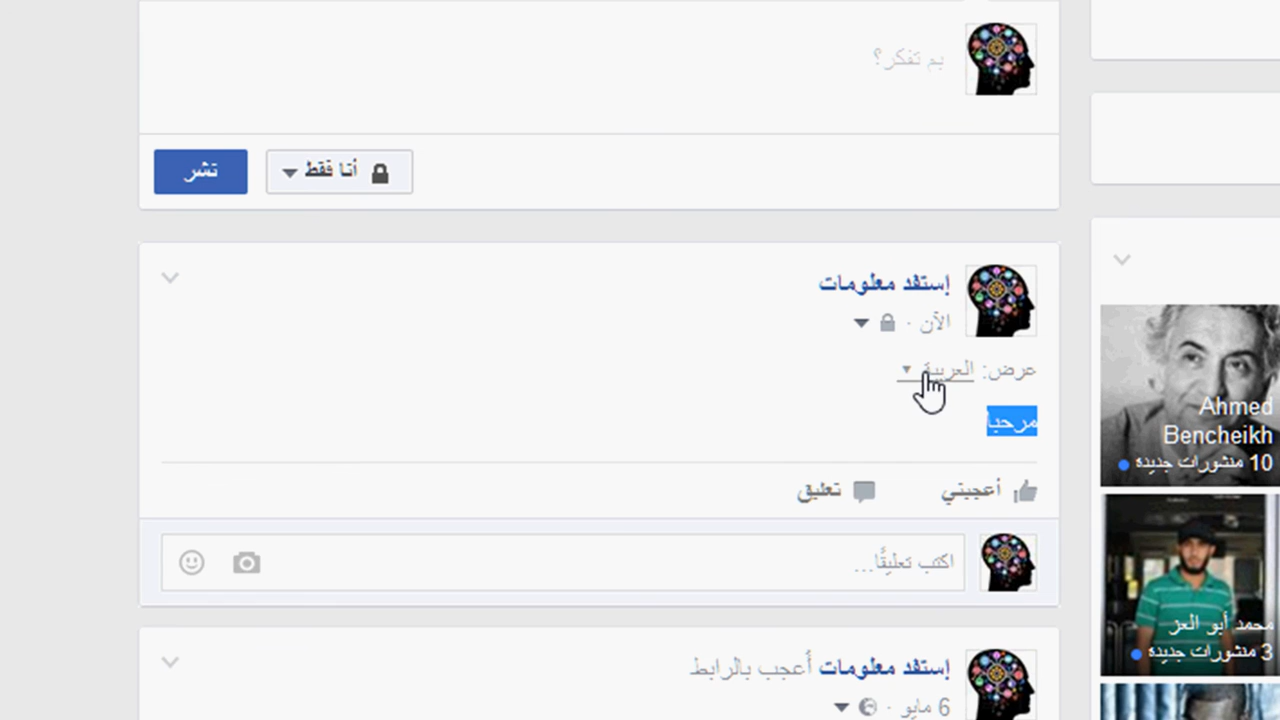 بم تفكر؟
أنا فقط
نشر
إستفد معلومات
الآن ·
عرض: العربية
مرحبا
أعجبني
تعليق
اكتب تعليقًا...
إستفد معلومات أُعجب بالرابط
6 مايو ·
Ahmed
Bencheikh
10 منشورات جديدة
محمد أبو العز
3 منشورات جديدة